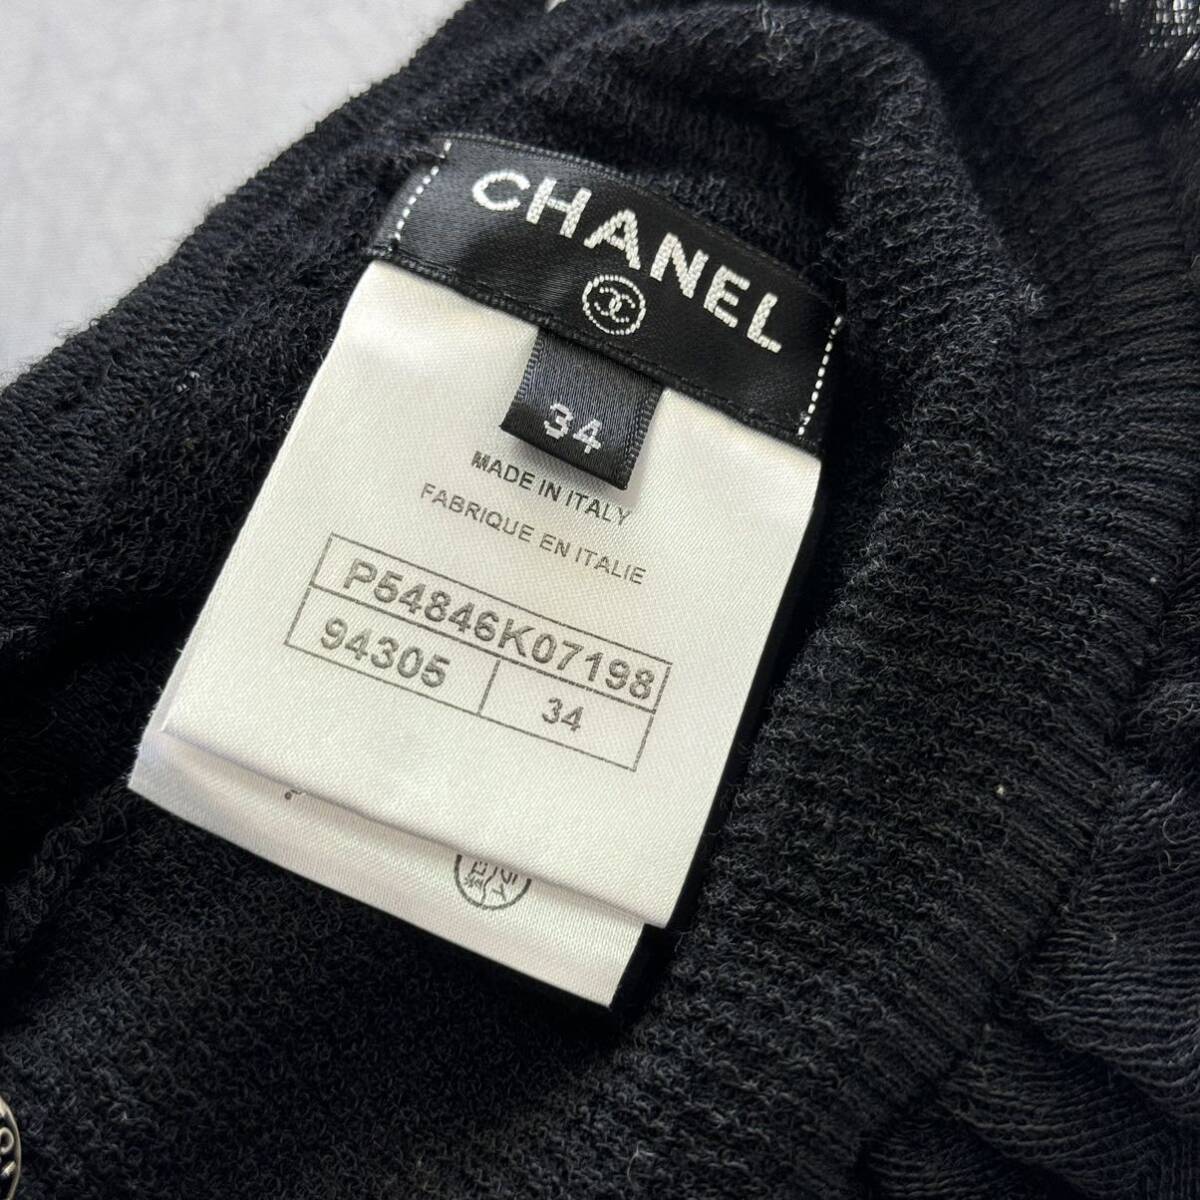 CHANEL
34
MADE IN ITALY
FABRIQUE EN ITALIE
P54846K07198
94305 34